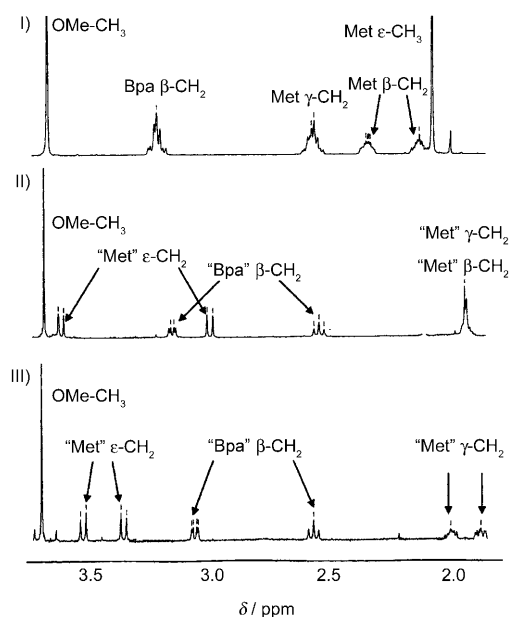 I)
OMe-CH3
Bpa β-CH2
Met γ-CH2
Met ε-CH3
Met β-CH2
II)
OMe-CH3
"Met" ε-CH2
"Bpa" β-CH2
"Met" γ-CH2
"Met" β-CH2
III)
OMe-CH3
"Met" ε-CH2
"Bpa" β-CH2
"Met" γ-CH2
3.5 3.0 2.5 2.0
δ / ppm